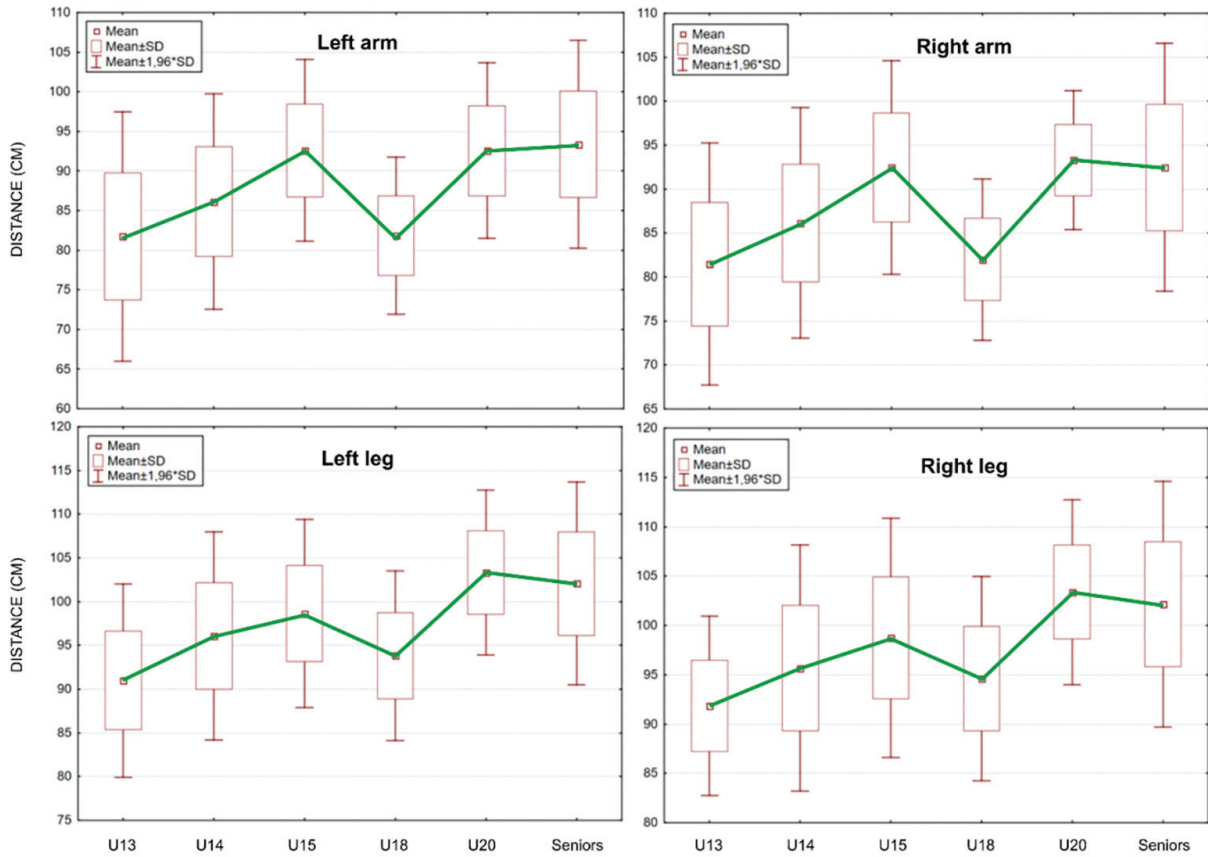 Left arm
Mean
Mean±SD
Mean±1,96*SD
DISTANCE (CM)
110
105
100
95
90
85
80
75
70
65
60
Right arm
Mean
Mean±SD
Mean±1,96*SD
110
105
100
95
90
85
80
75
70
65
Left leg
Mean
Mean±SD
Mean±1,96*SD
DISTANCE (CM)
120
115
110
105
100
95
90
85
80
75
U13 U14 U15 U18 U20 Seniors
Right leg
Mean
Mean±SD
Mean±1,96*SD
120
115
110
105
100
95
90
85
80
U13 U14 U15 U18 U20 Seniors